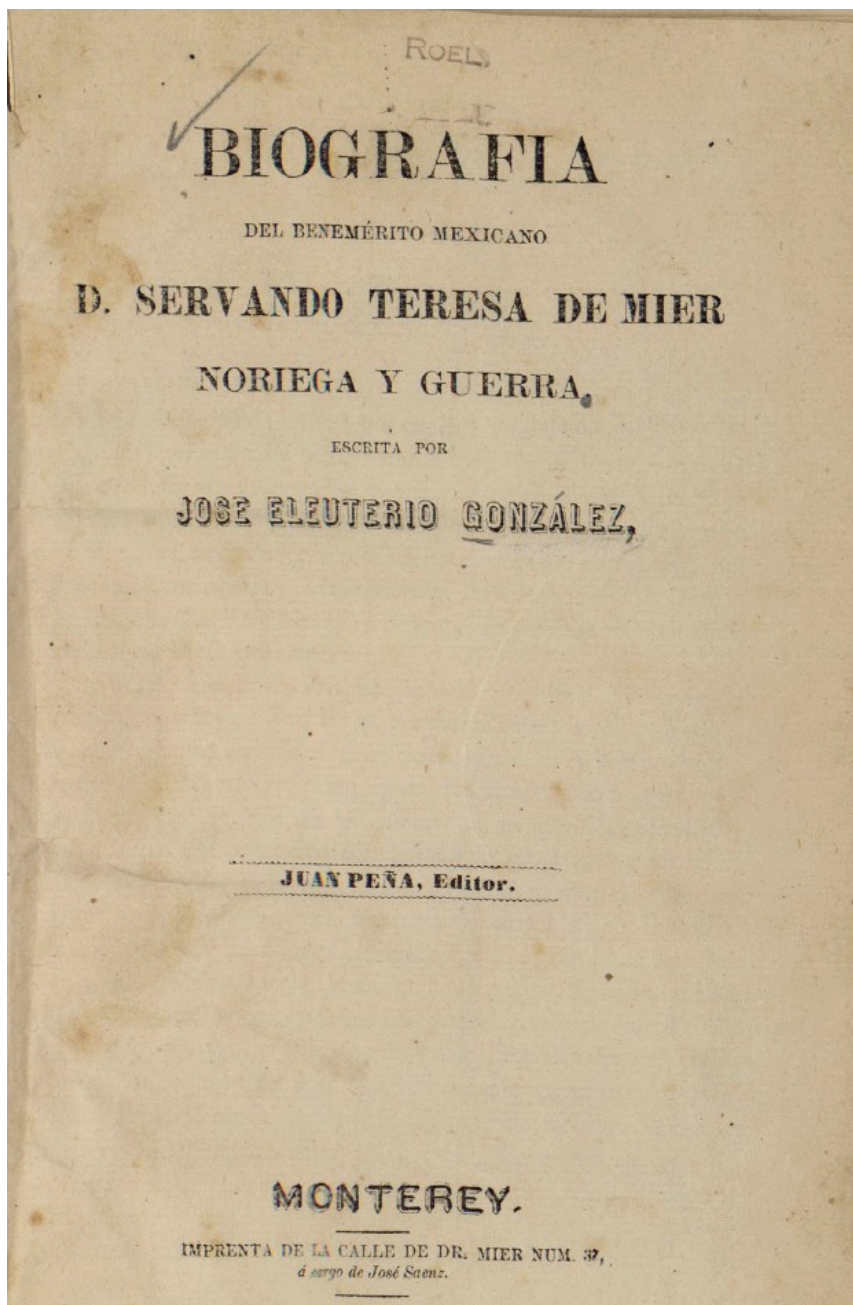 ROEL.
BIOGRAFIA
DEL BENEMÉRITO MEXICANO
D. SERVANDO TERESA DE MIER
NORIEGA Y GUERRA,
ESCRITA POR
JOSE ELEUTERIO GONZÁLEZ,
JUAN PEÑA, Editor.
MONTEREY.
IMPRENTA DE LA CALLE DE DR. MIER NUM. 37,
á cargo de José Saenz.